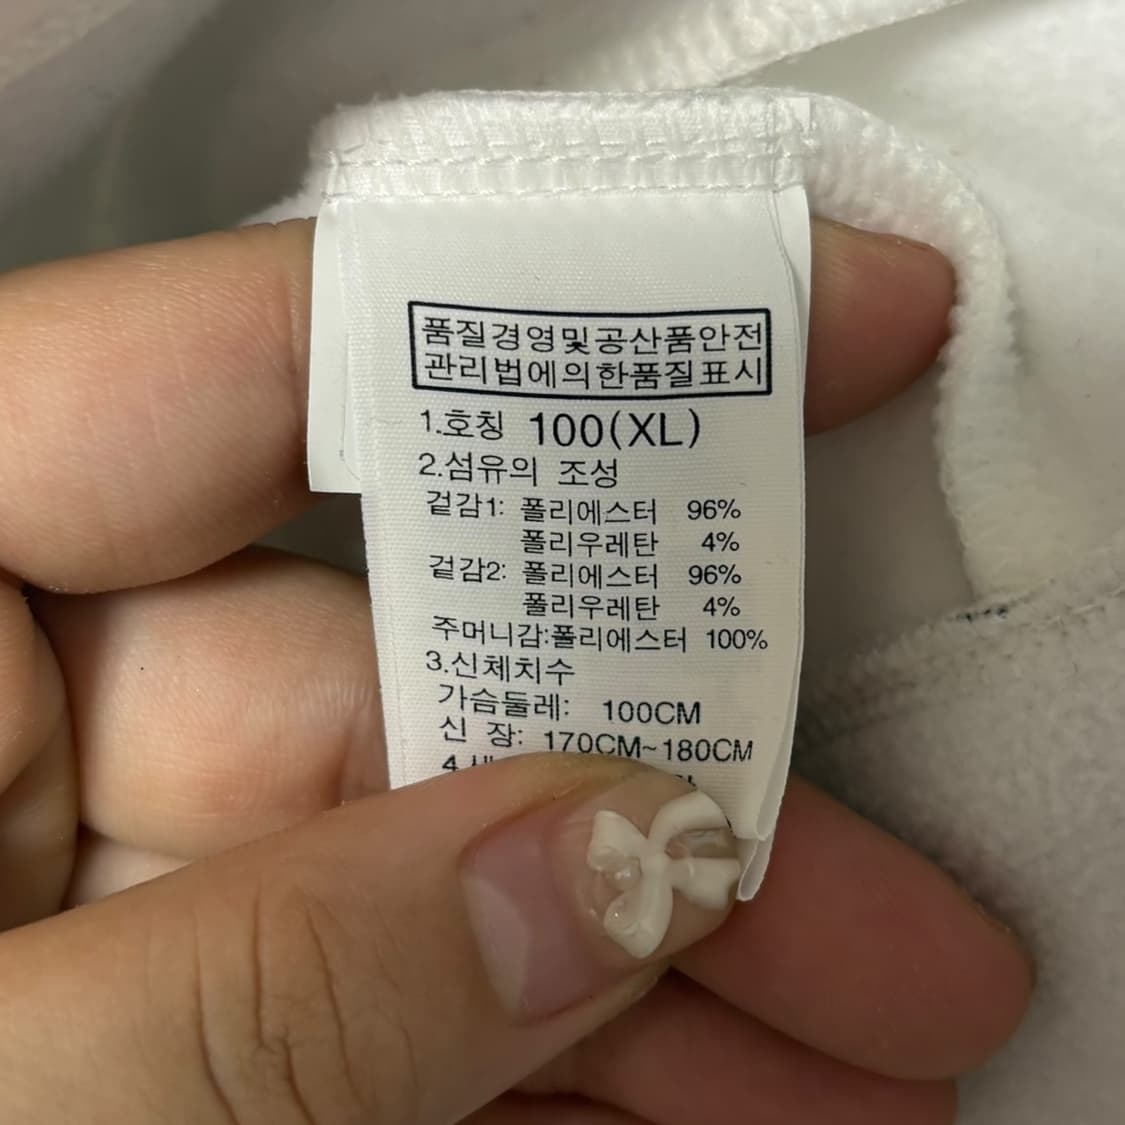 품질경영및공산품안전
관리법에의한품질표시
1.호칭 100(XL)
2.섬유의 조성
겉감1: 폴리에스터 96%
폴리우레탄 4%
겉감2: 폴리에스터 96%
폴리우레탄 4%
주머니감:폴리에스터 100%
3.신체치수
가슴둘레: 100CM
신 장: 170CM~180CM
4.